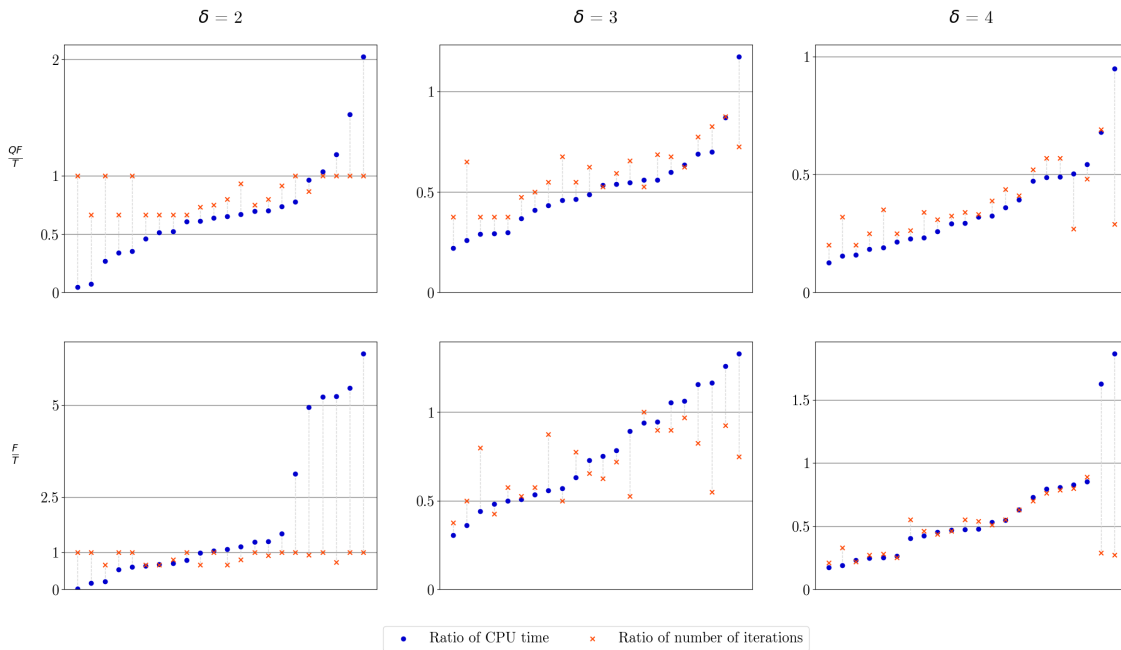 δ = 2
δ = 3
δ = 4
QF
T
2
1
0.5
0
1
0.5
0
1
0.5
0
F
T
5
2.5
1
0
1
0.5
0
1.5
1
0.5
0
Ratio of CPU time
Ratio of number of iterations